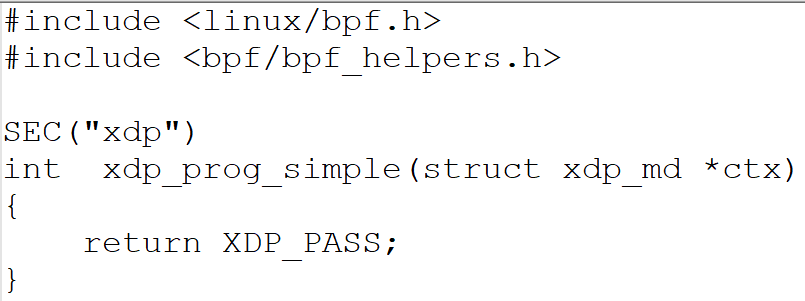 #include <linux/bpf.h>
#include <bpf/bpf_helpers.h>

SEC("xdp")
int  xdp_prog_simple(struct xdp_md *ctx)
{
    return XDP_PASS;
}